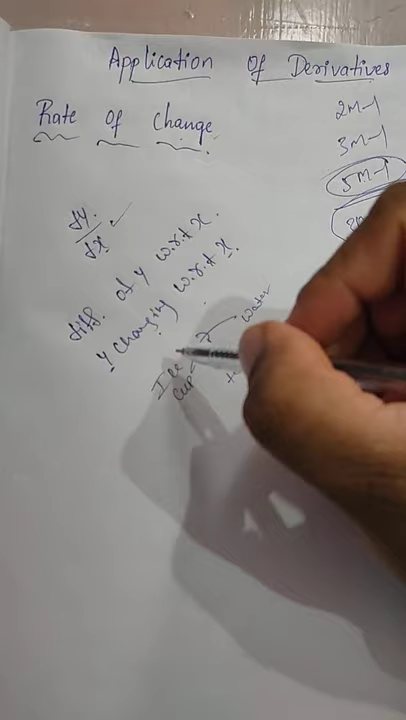 Application Of Derivatives
Rate Of Change
2M-1
3M-1
5M-1
dy/dx
diff. of y w.r.t x.
y changing w.r.t x.
Water
Ice
Cup